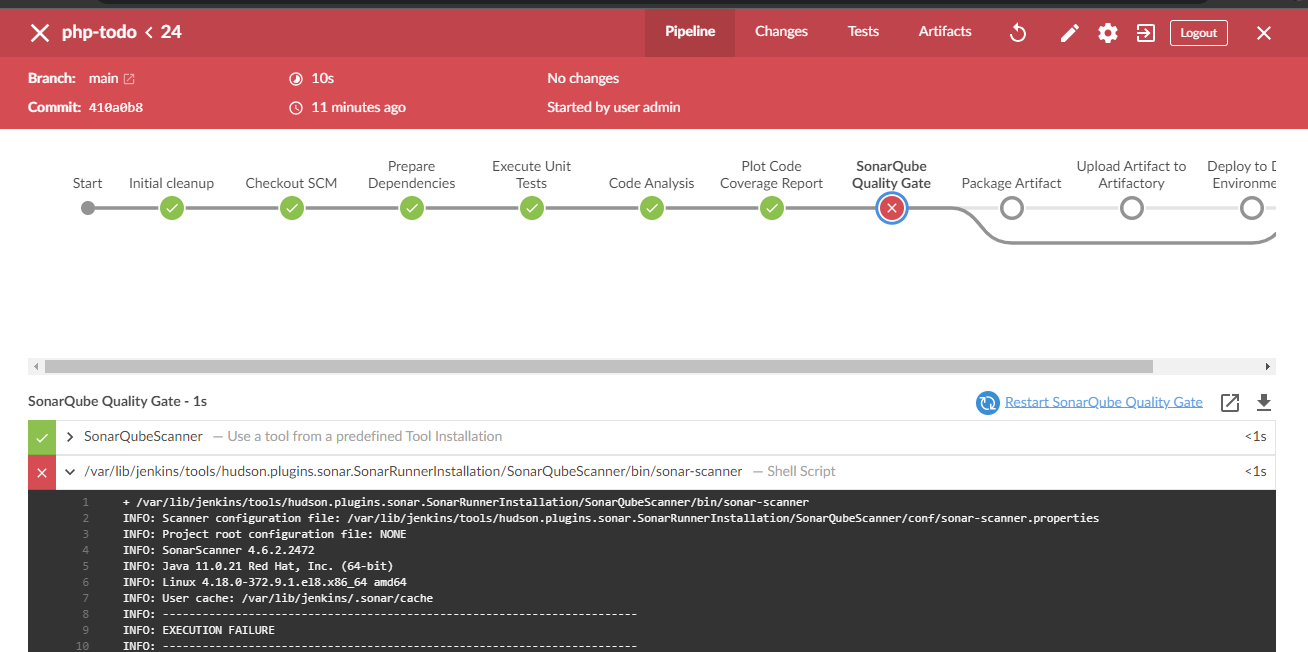 php-todo < 24
Pipeline Changes Tests Artifacts Logout
Branch: main 10s No changes
Commit: 410a0b8 11 minutes ago Started by user admin
Start
Initial cleanup
Checkout SCM
Prepare
Dependencies
Execute Unit
Tests
Code Analysis
Plot Code
Coverage Report
SonarQube
Quality Gate
Package Artifact
Upload Artifact to
Artifactory
Deploy to D
Environme
SonarQube Quality Gate - 1s
Restart SonarQube Quality Gate
SonarQubeScanner — Use a tool from a predefined Tool Installation <1s
/var/lib/jenkins/tools/hudson.plugins.sonar.SonarRunnerInstallation/SonarQubeScanner/bin/sonar-scanner — Shell Script <1s
1 + /var/lib/jenkins/tools/hudson.plugins.sonar.SonarRunnerInstallation/SonarQubeScanner/bin/sonar-scanner
2 INFO: Scanner configuration file: /var/lib/jenkins/tools/hudson.plugins.sonar.SonarRunnerInstallation/SonarQubeScanner/conf/sonar-scanner.properties
3 INFO: Project root configuration file: NONE
4 INFO: SonarScanner 4.6.2.2472
5 INFO: Java 11.0.21 Red Hat, Inc. (64-bit)
6 INFO: Linux 4.18.0-372.9.1.el8.x86_64 amd64
7 INFO: User cache: /var/lib/jenkins/.sonar/cache
8 INFO: ------------------------------------------------------------------------
9 INFO: EXECUTION FAILURE
10 INFO: ------------------------------------------------------------------------